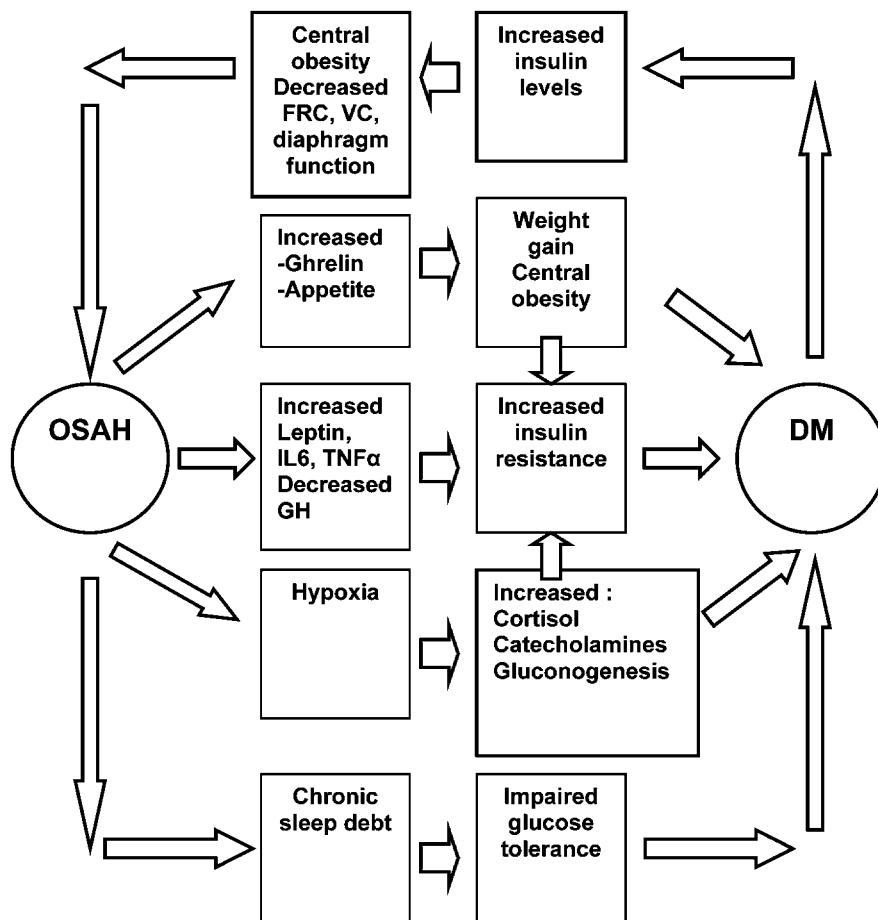 Central
obesity
Decreased
FRC, VC,
diaphragm
function
Increased
insulin
levels
Increased
-Ghrelin
-Appetite
Weight
gain
Central
obesity
OSAH
Increased
Leptin,
IL6, TNFα
Decreased
GH
Increased
insulin
resistance
DM
Hypoxia
Increased :
Cortisol
Catecholamines
Gluconogenesis
Chronic
sleep debt
Impaired
glucose
tolerance